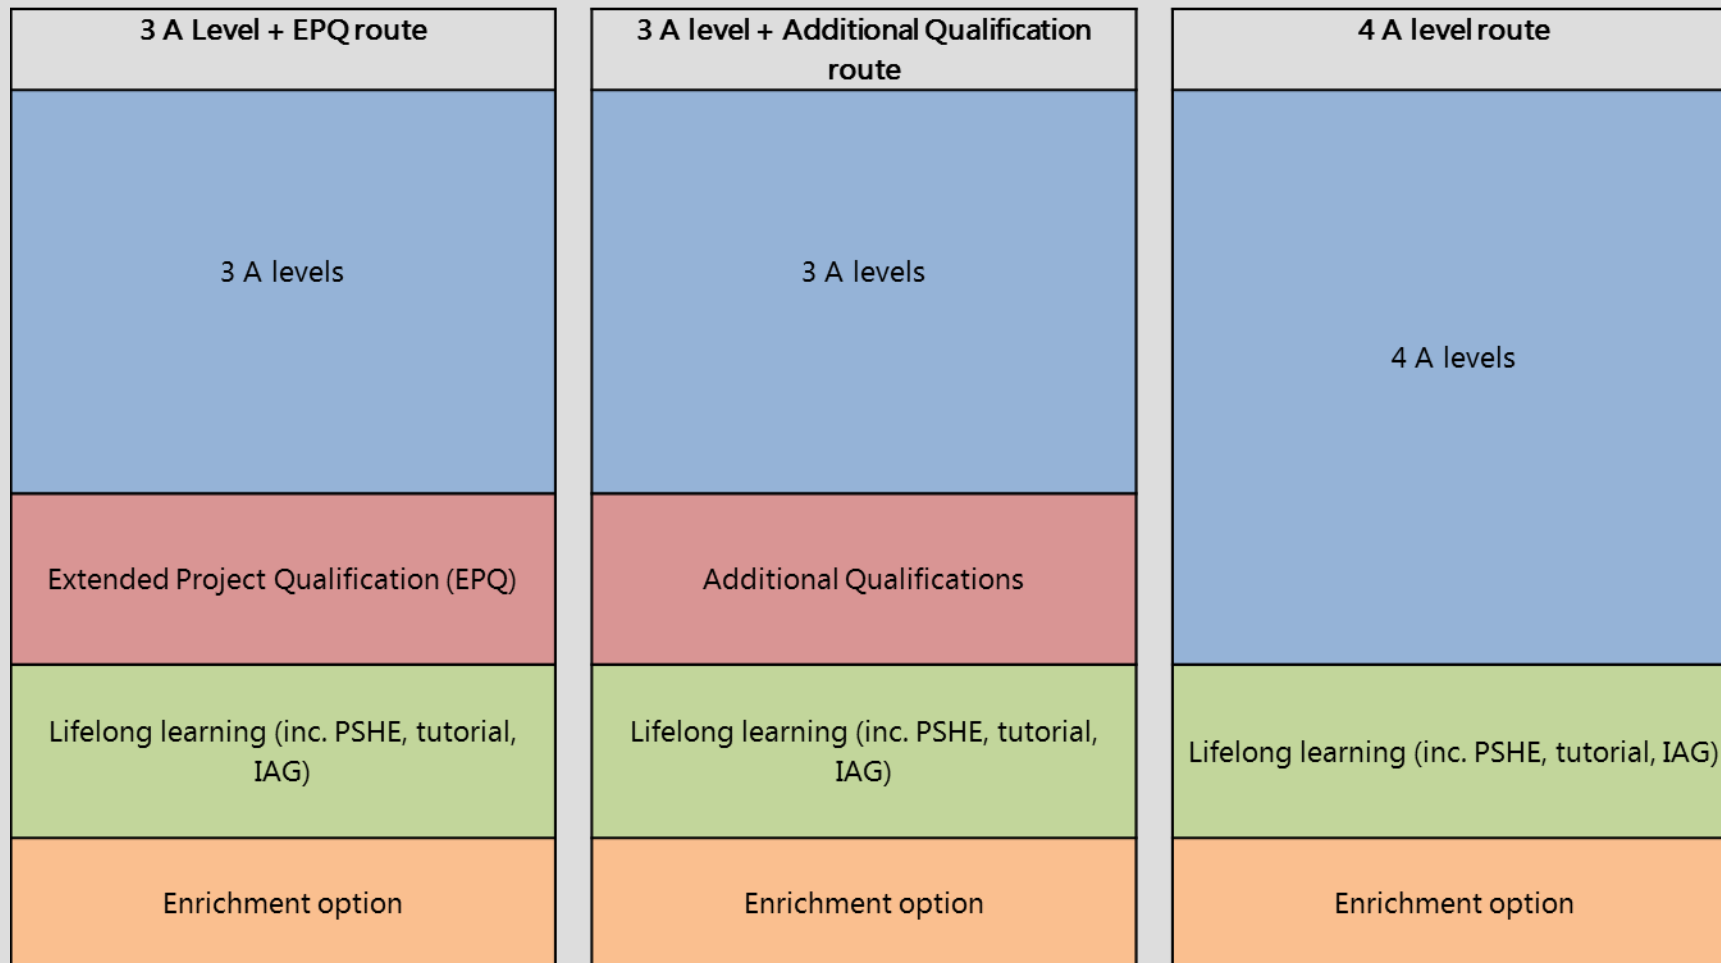 3 A Level + EPQ route
3 A levels
Extended Project Qualification (EPQ)
Lifelong learning (inc. PSHE, tutorial,
IAG)
Enrichment option
3 A level + Additional Qualification
route
3 A levels
Additional Qualifications
Lifelong learning (inc. PSHE, tutorial,
IAG)
Enrichment option
4 A level route
4 A levels
Lifelong learning (inc. PSHE, tutorial, IAG)
Enrichment option